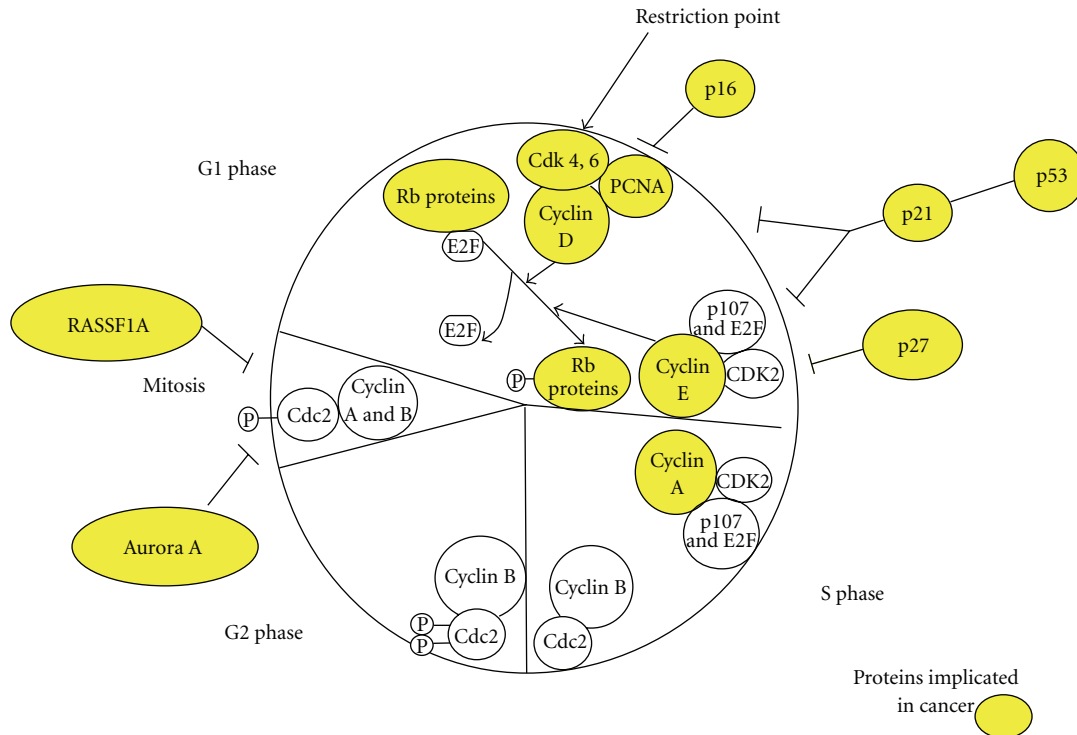 Restriction point
p16
G1 phase
Cdk 4, 6
PCNA
Rb proteins
Cyclin
D
E2F
p53
p21
E2F
p107
and E2F
RASSF1A
p27
Mitosis
Cyclin
A and B
Cdc2
P
P
Rb
proteins
Cyclin
E
CDK2
Cyclin
A
CDK2
p107
and E2F
Aurora A
Cyclin B
Cyclin B
S phase
G2 phase
P
P
Cdc2
Cdc2
Proteins implicated
in cancer